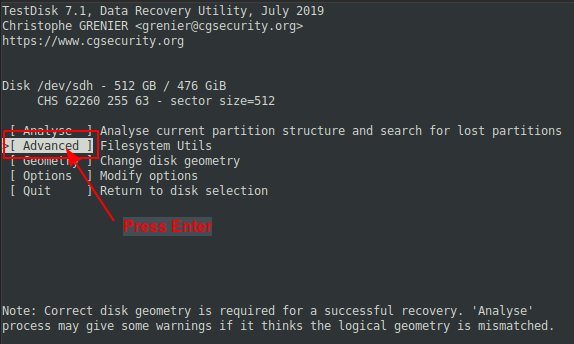 TestDisk 7.1, Data Recovery Utility, July 2019
Christophe GRENIER <grenier@cgsecurity.org>
https://www.cgsecurity.org
Disk /dev/sdh - 512 GB / 476 GiB
CHS 62260 255 63 - sector size=512
[ Analyse ] Analyse current partition structure and search for lost partitions
>[ Advanced ] Filesystem Utils
[ Geometry ] Change disk geometry
[ Options ] Modify options
[ Quit ] Return to disk selection
Press Enter
Note: Correct disk geometry is required for a successful recovery. 'Analyse'
process may give some warnings if it thinks the logical geometry is mismatched.